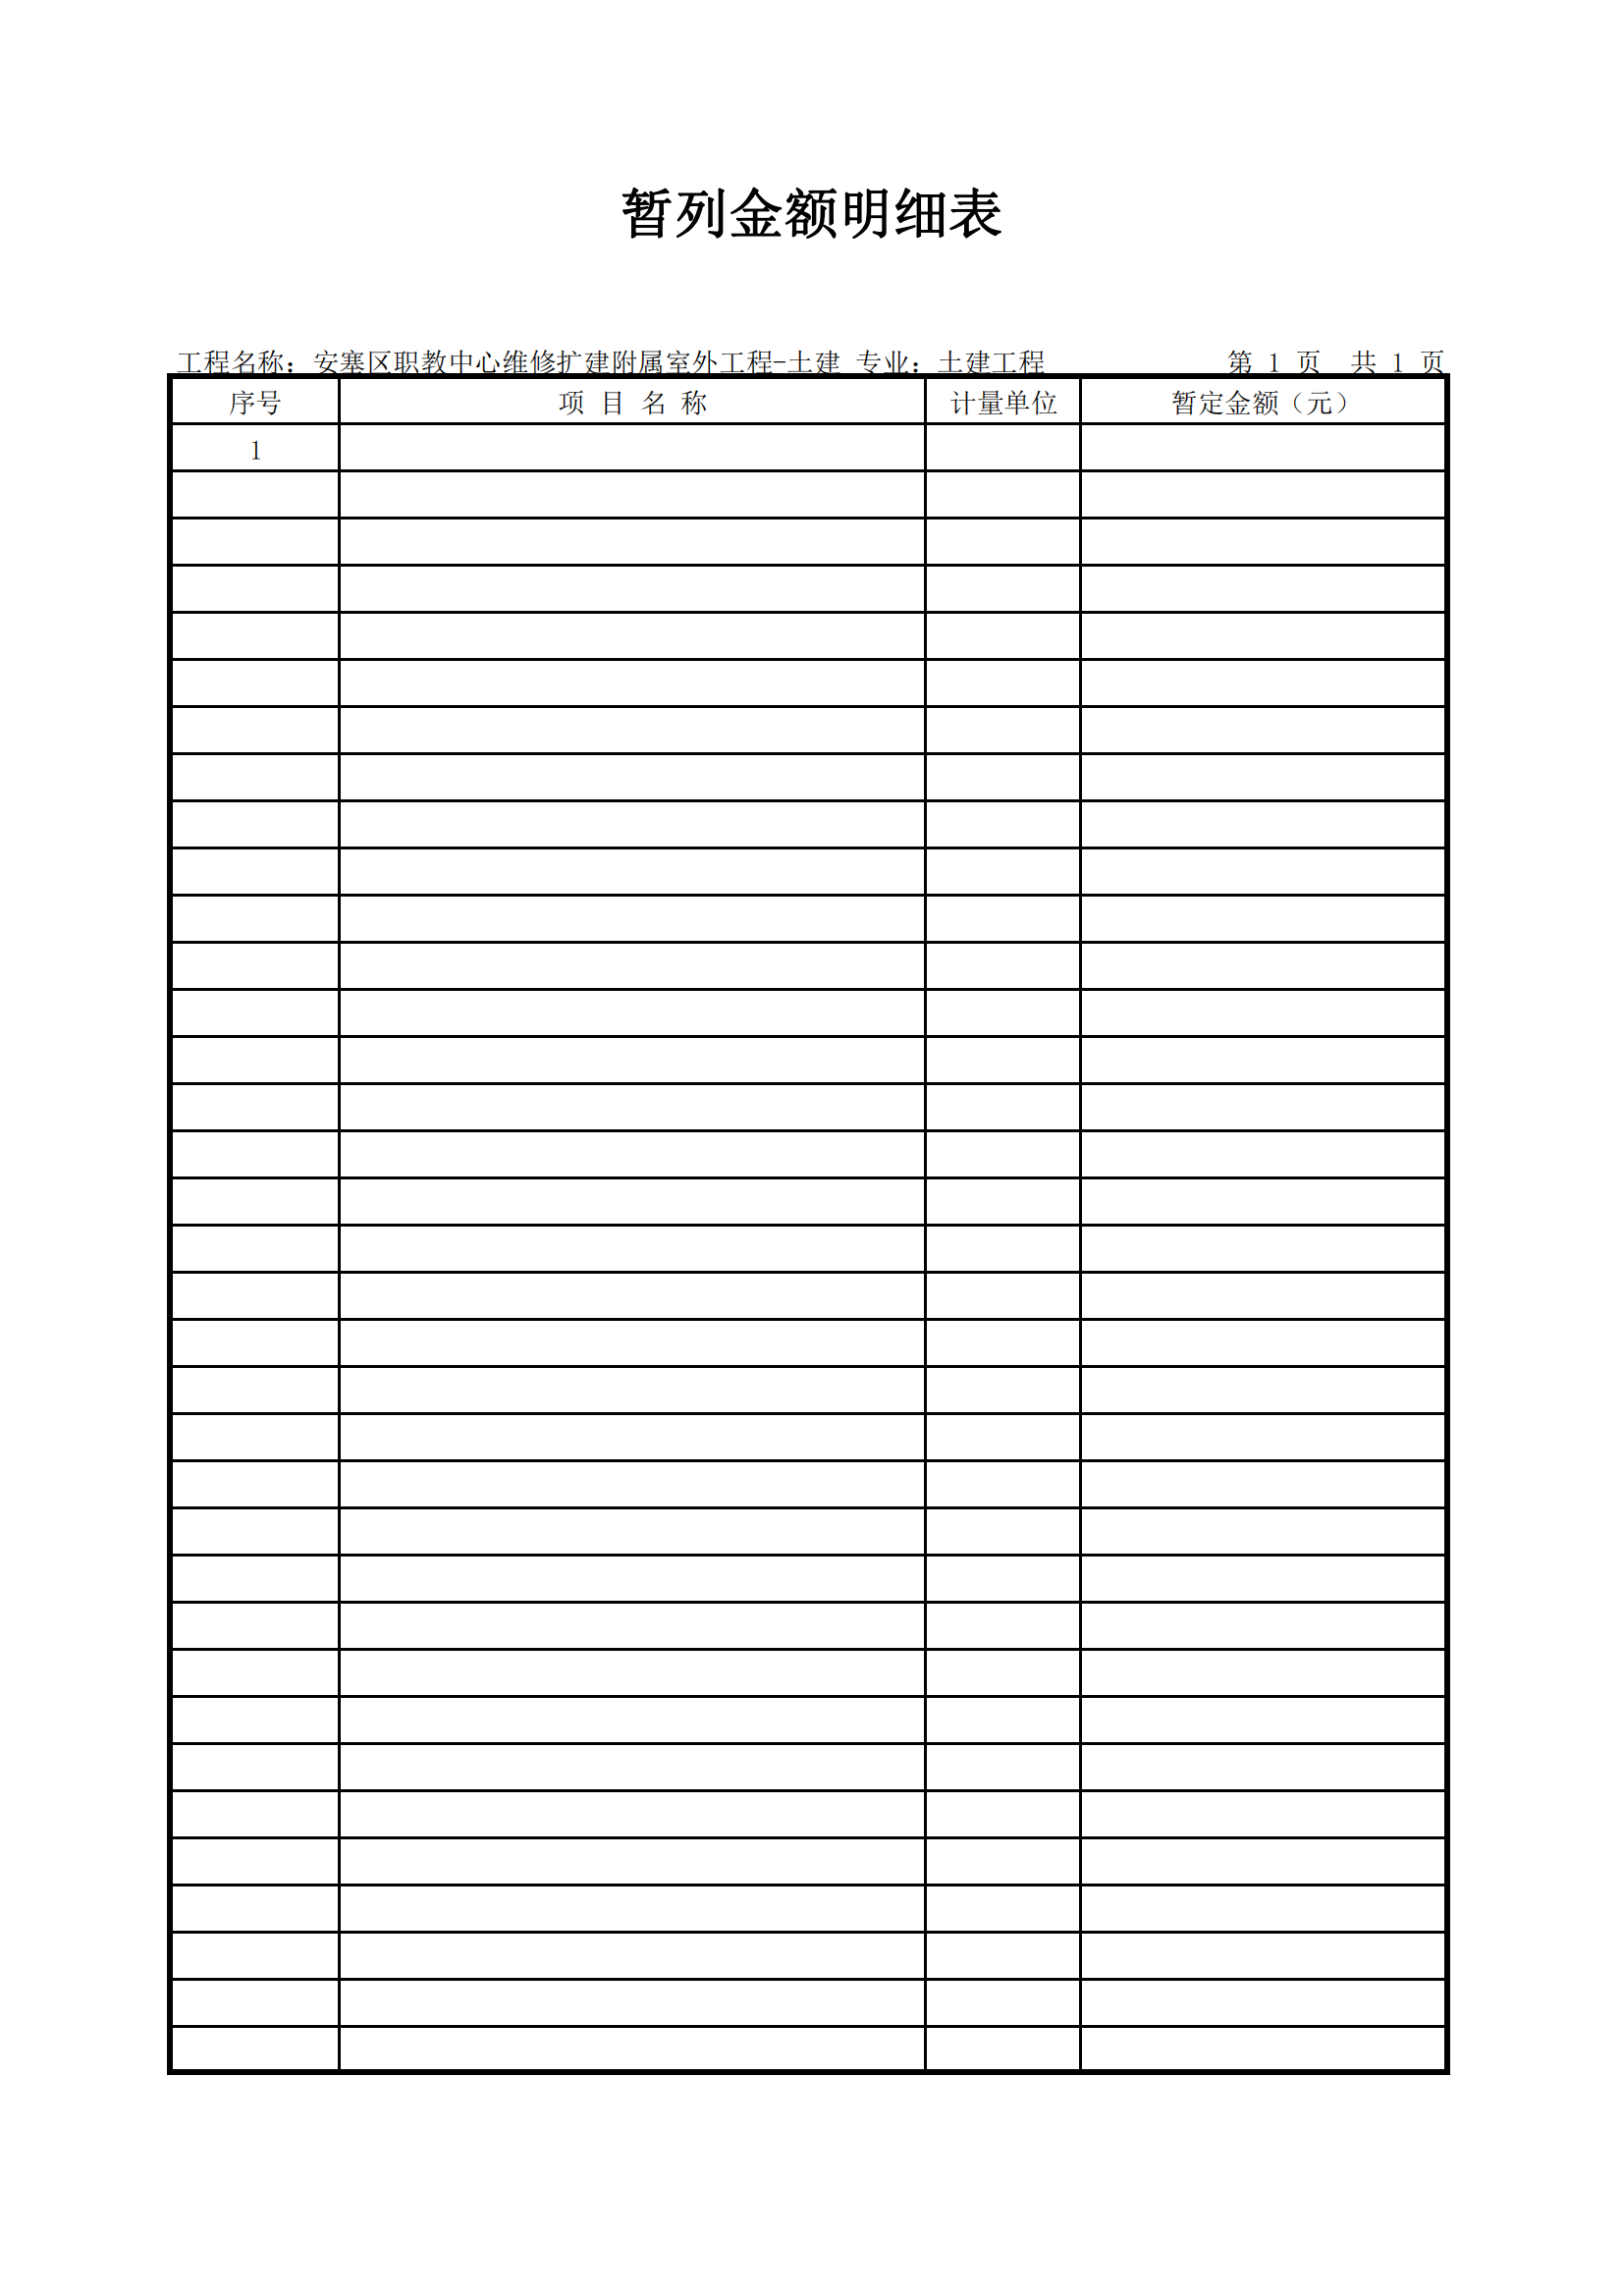 暂列金额明细表
工程名称：安塞区职教中心维修扩建附属室外工程-土建 专业：土建工程 第 1 页 共 1 页
序号 项 目 名 称 计量单位 暂定金额（元）
1